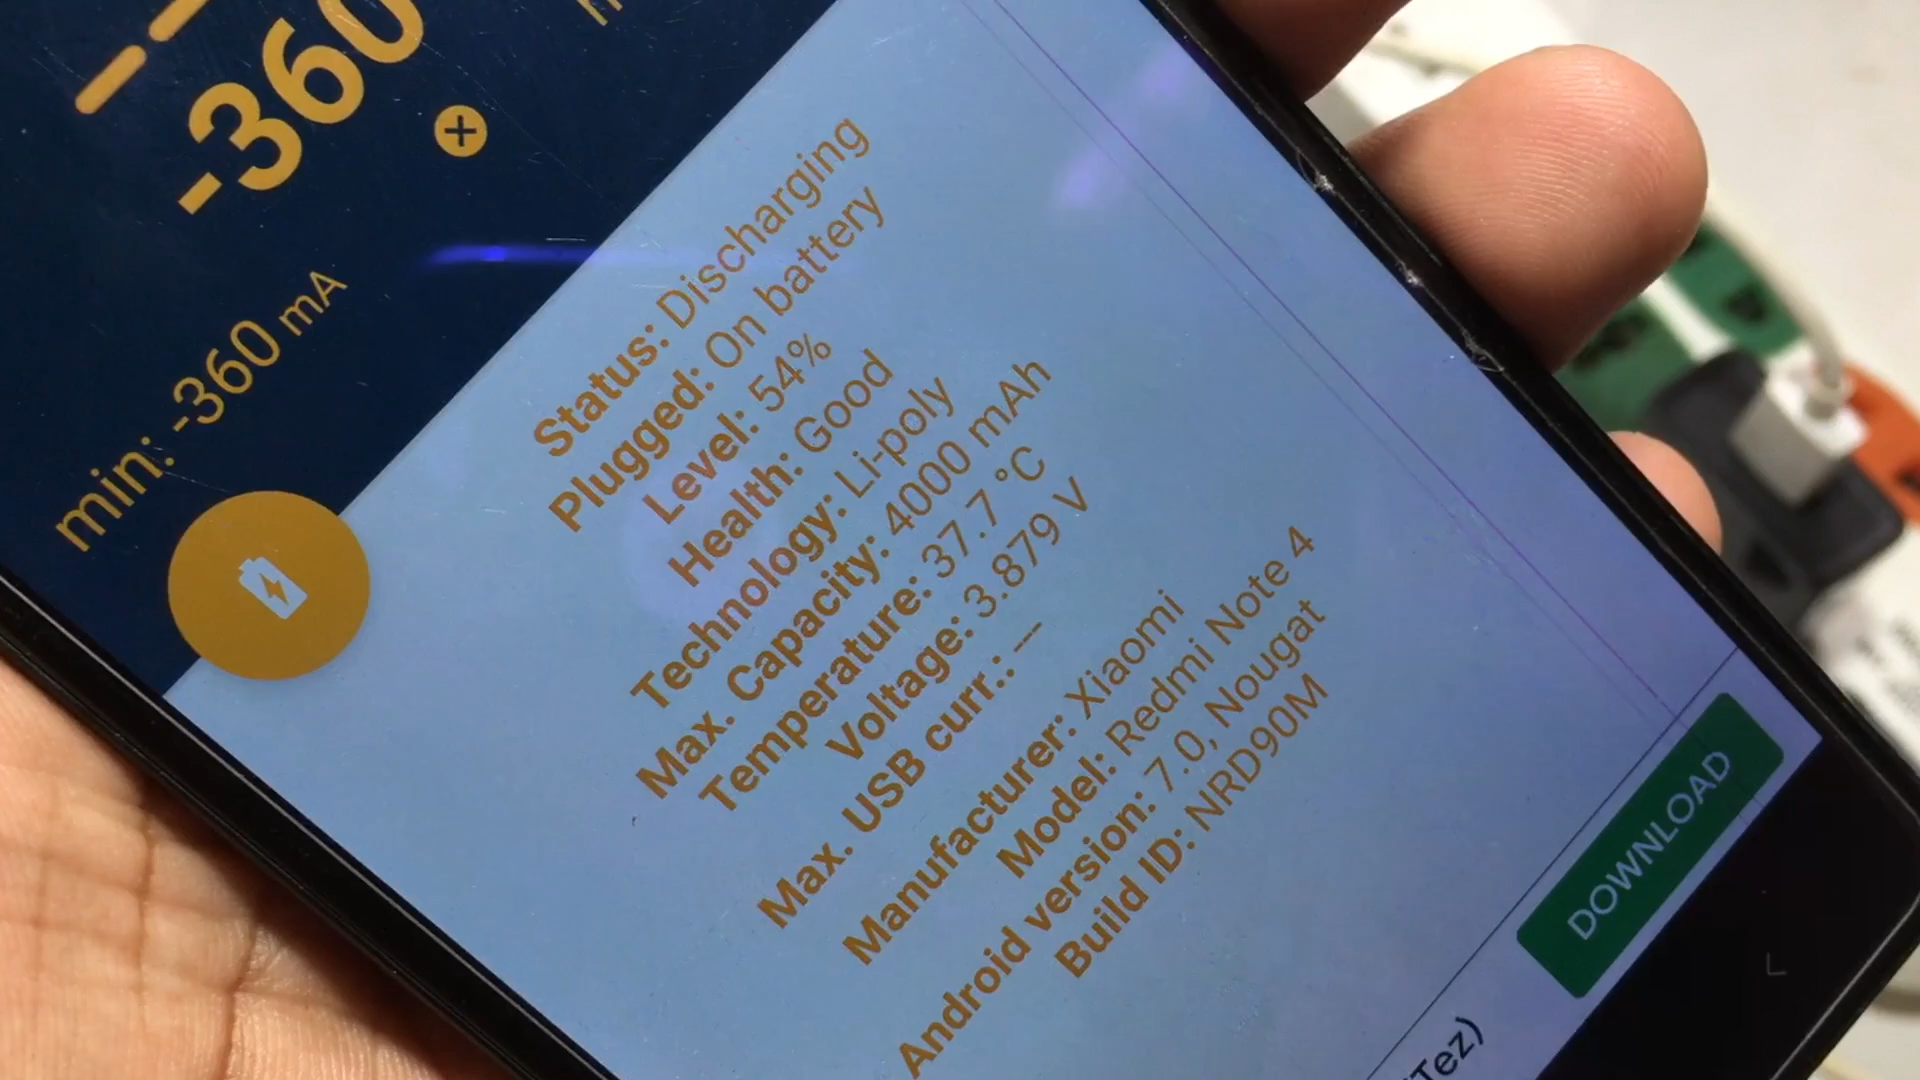 -360
min: -360 mA
Status: Discharging
Plugged: On battery
Level: 54%
Health: Good
Technology: Li-poly
Max. Capacity: 4000 mAh
Temperature: 37.7 °C
Voltage: 3.879 V
Max. USB curr.: —
Manufacturer: Xiaomi
Model: Redmi Note 4
Android version: 7.0, Nougat
Build ID: NRD90M
DOWNLOAD
Tez)